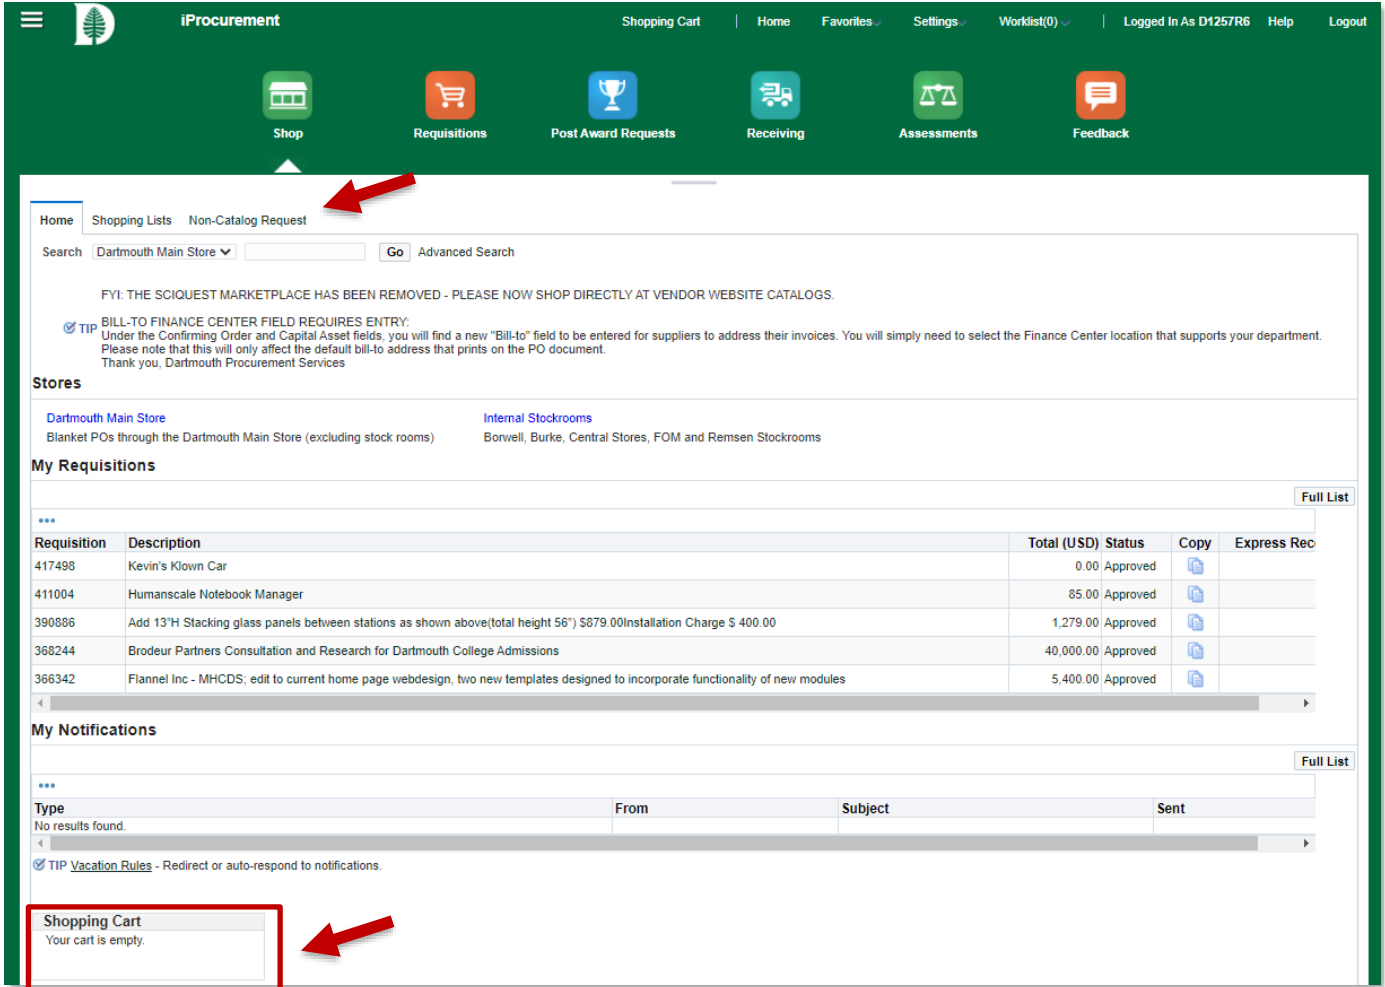 iProcurement
Shopping Cart | Home Favorites Settings Worklist(0) | Logged In As D1257R6 Help Logout
Shop Requisitions Post Award Requests Receiving Assessments Feedback
Home Shopping Lists Non-Catalog Request
Search Dartmouth Main Store Go Advanced Search
FYI: THE SCIQUEST MARKETPLACE HAS BEEN REMOVED - PLEASE NOW SHOP DIRECTLY AT VENDOR WEBSITE CATALOGS.
TIP BILL-TO FINANCE CENTER FIELD REQUIRES ENTRY:
Under the Confirming Order and Capital Asset fields, you will find a new "Bill-to" field to be entered for suppliers to address their invoices. You will simply need to select the Finance Center location that supports your department.
Please note that this will only affect the default bill-to address that prints on the PO document.
Thank you, Dartmouth Procurement Services
Stores
Dartmouth Main Store Internal Stockrooms
Blanket POs through the Dartmouth Main Store (excluding stock rooms) Borwell, Burke, Central Stores, FOM and Remsen Stockrooms
My Requisitions
Full List
Requisition Description Total (USD) Status Copy Express Rec
417498 Kevin's Klown Car 0.00 Approved
411004 Humanscale Notebook Manager 85.00 Approved
390886 Add 13"H Stacking glass panels between stations as shown above(total height 56") $879.00Installation Charge $ 400.00 1,279.00 Approved
368244 Brodeur Partners Consultation and Research for Dartmouth College Admissions 40,000.00 Approved
366342 Flannel Inc - MHCDS; edit to current home page webdesign, two new templates designed to incorporate functionality of new modules 5,400.00 Approved
My Notifications
Full List
Type From Subject Sent
No results found.
TIP Vacation Rules - Redirect or auto-respond to notifications.
Shopping Cart
Your cart is empty.